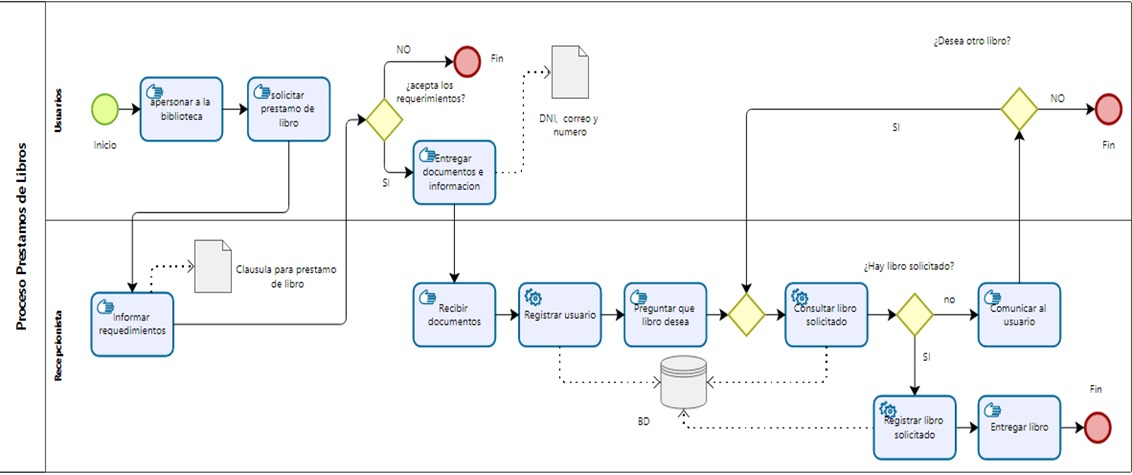 Proceso Prestamos de Libros
Usuarios
Inicio
apersonar a la
biblioteca
solicitar
prestamo de
libro
NO
Fin
¿acepta los
requerimientos?
SI
Entregar
documentos e
informacion
DNI, correo y
numero
¿Desea otro libro?
SI
NO
Fin
Recepcionista
Informar
requedimientos
Clausula para prestamo
de libro
Recibir
documentos
Registrar usuario
Preguntar que
libro desea
Consultar libro
solicitado
¿Hay libro solicitado?
no
Comunicar al
usuario
SI
BD
Registrar libro
solicitado
Entregar libro
Fin